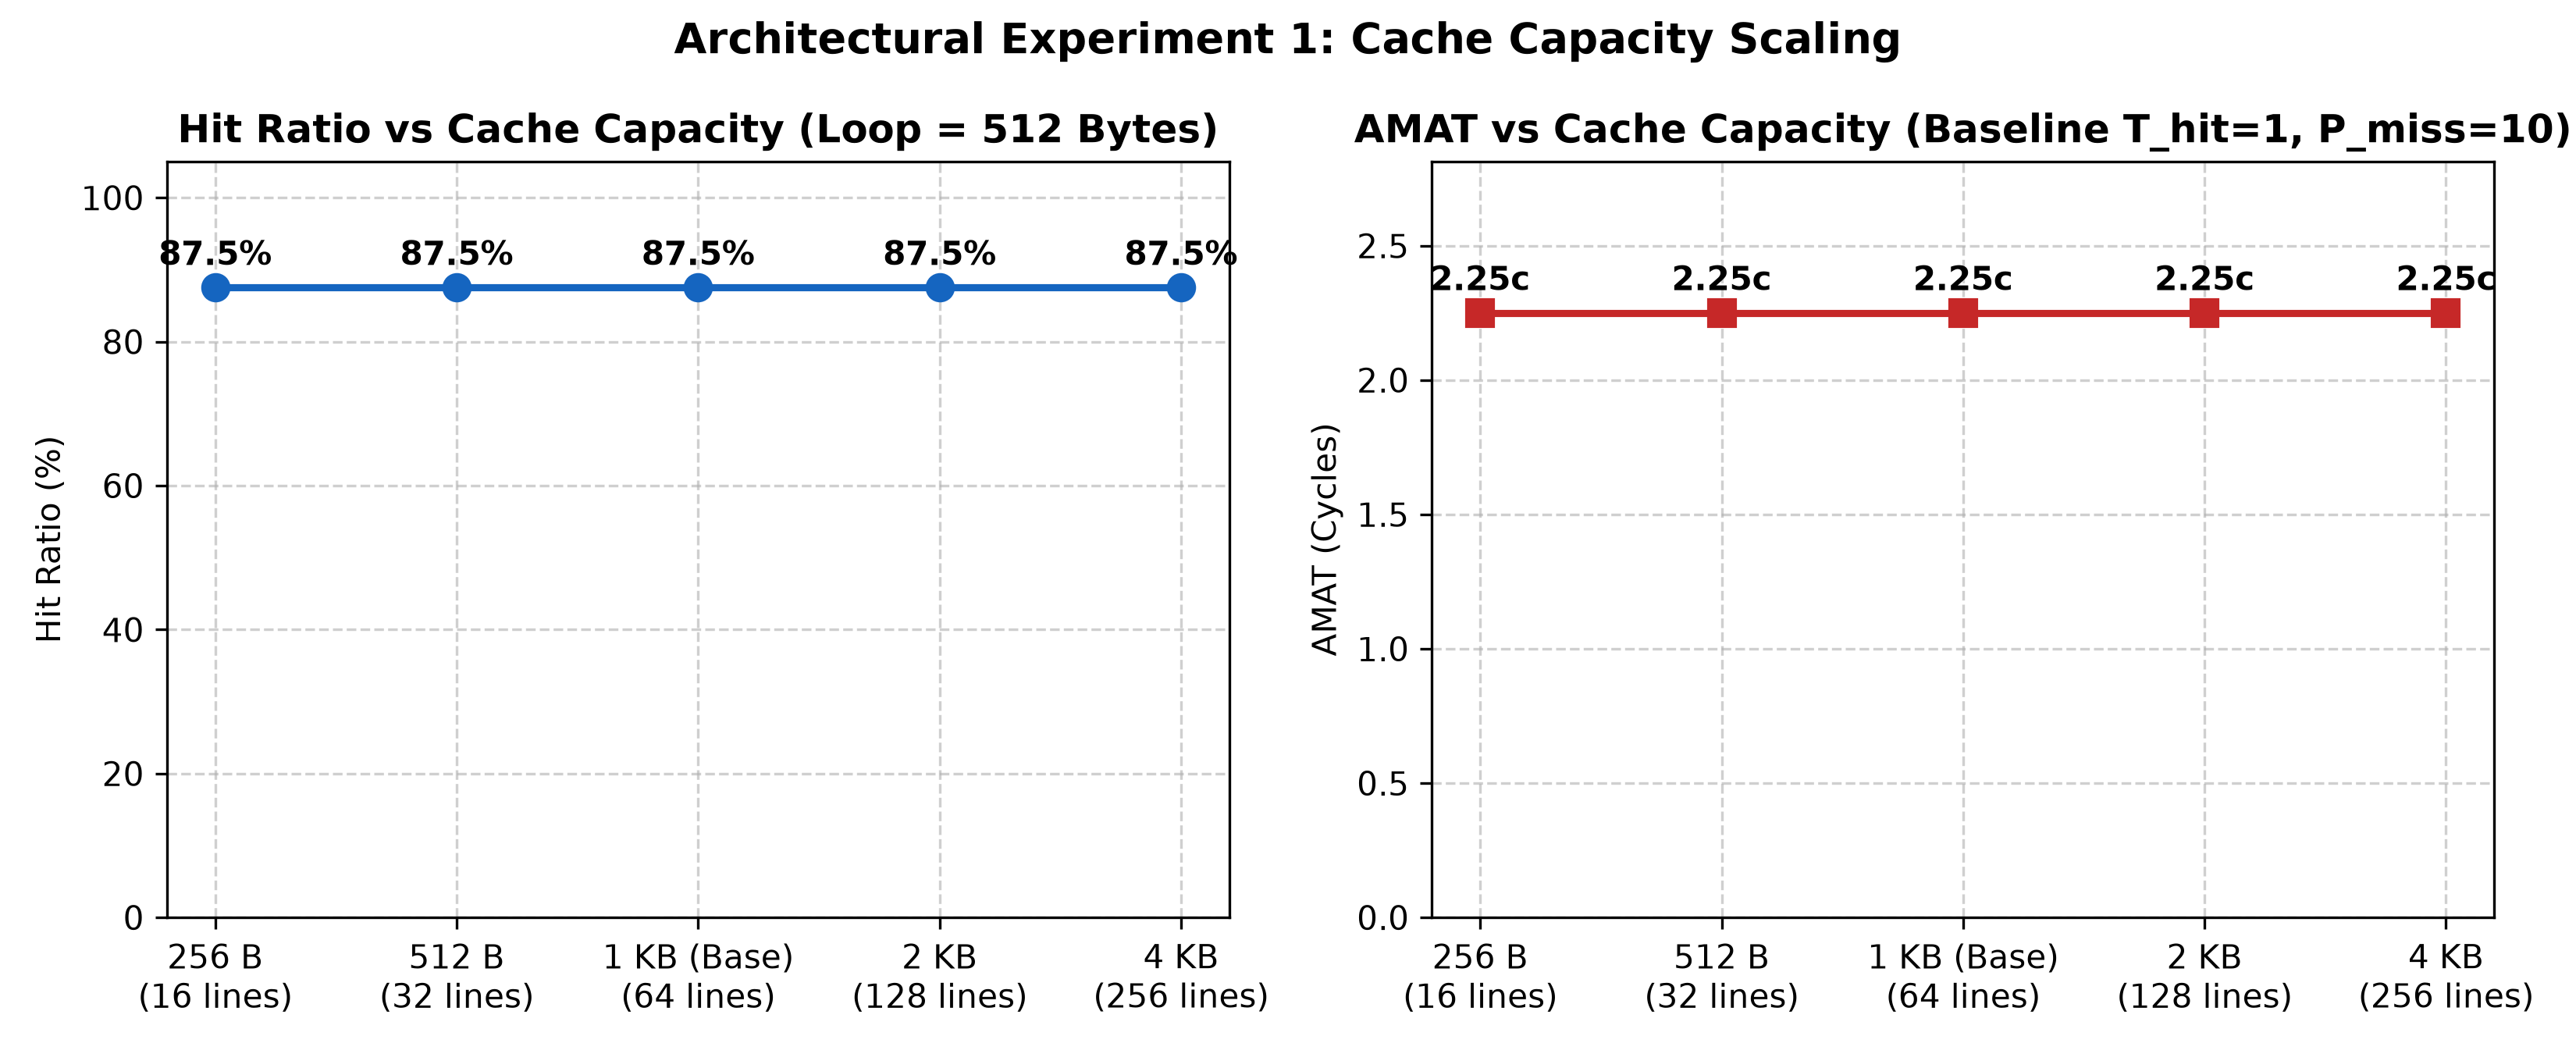 Architectural Experiment 1: Cache Capacity Scaling
Hit Ratio vs Cache Capacity (Loop = 512 Bytes)
100
80
60
40
20
0
Hit Ratio (%)
87.5%
87.5%
87.5%
87.5%
87.5%
256 B
(16 lines)
512 B
(32 lines)
1 KB (Base)
(64 lines)
2 KB
(128 lines)
4 KB
(256 lines)
AMAT vs Cache Capacity (Baseline T_hit=1, P_miss=10)
2.5
2.0
1.5
1.0
0.5
0.0
AMAT (Cycles)
2.25c
2.25c
2.25c
2.25c
2.25c
256 B
(16 lines)
512 B
(32 lines)
1 KB (Base)
(64 lines)
2 KB
(128 lines)
4 KB
(256 lines)